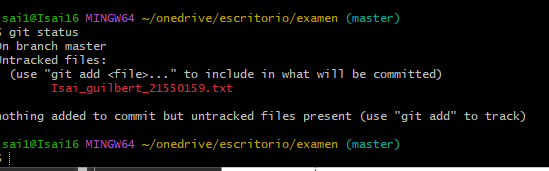 sai1@Isai16 MINGW64 ~/onedrive/escritorio/examen (master)
$ git status
On branch master
Untracked files:
  (use "git add <file>..." to include in what will be committed)
        Isai_guilbert_21550159.txt

nothing added to commit but untracked files present (use "git add" to track)

sai1@Isai16 MINGW64 ~/onedrive/escritorio/examen (master)
$